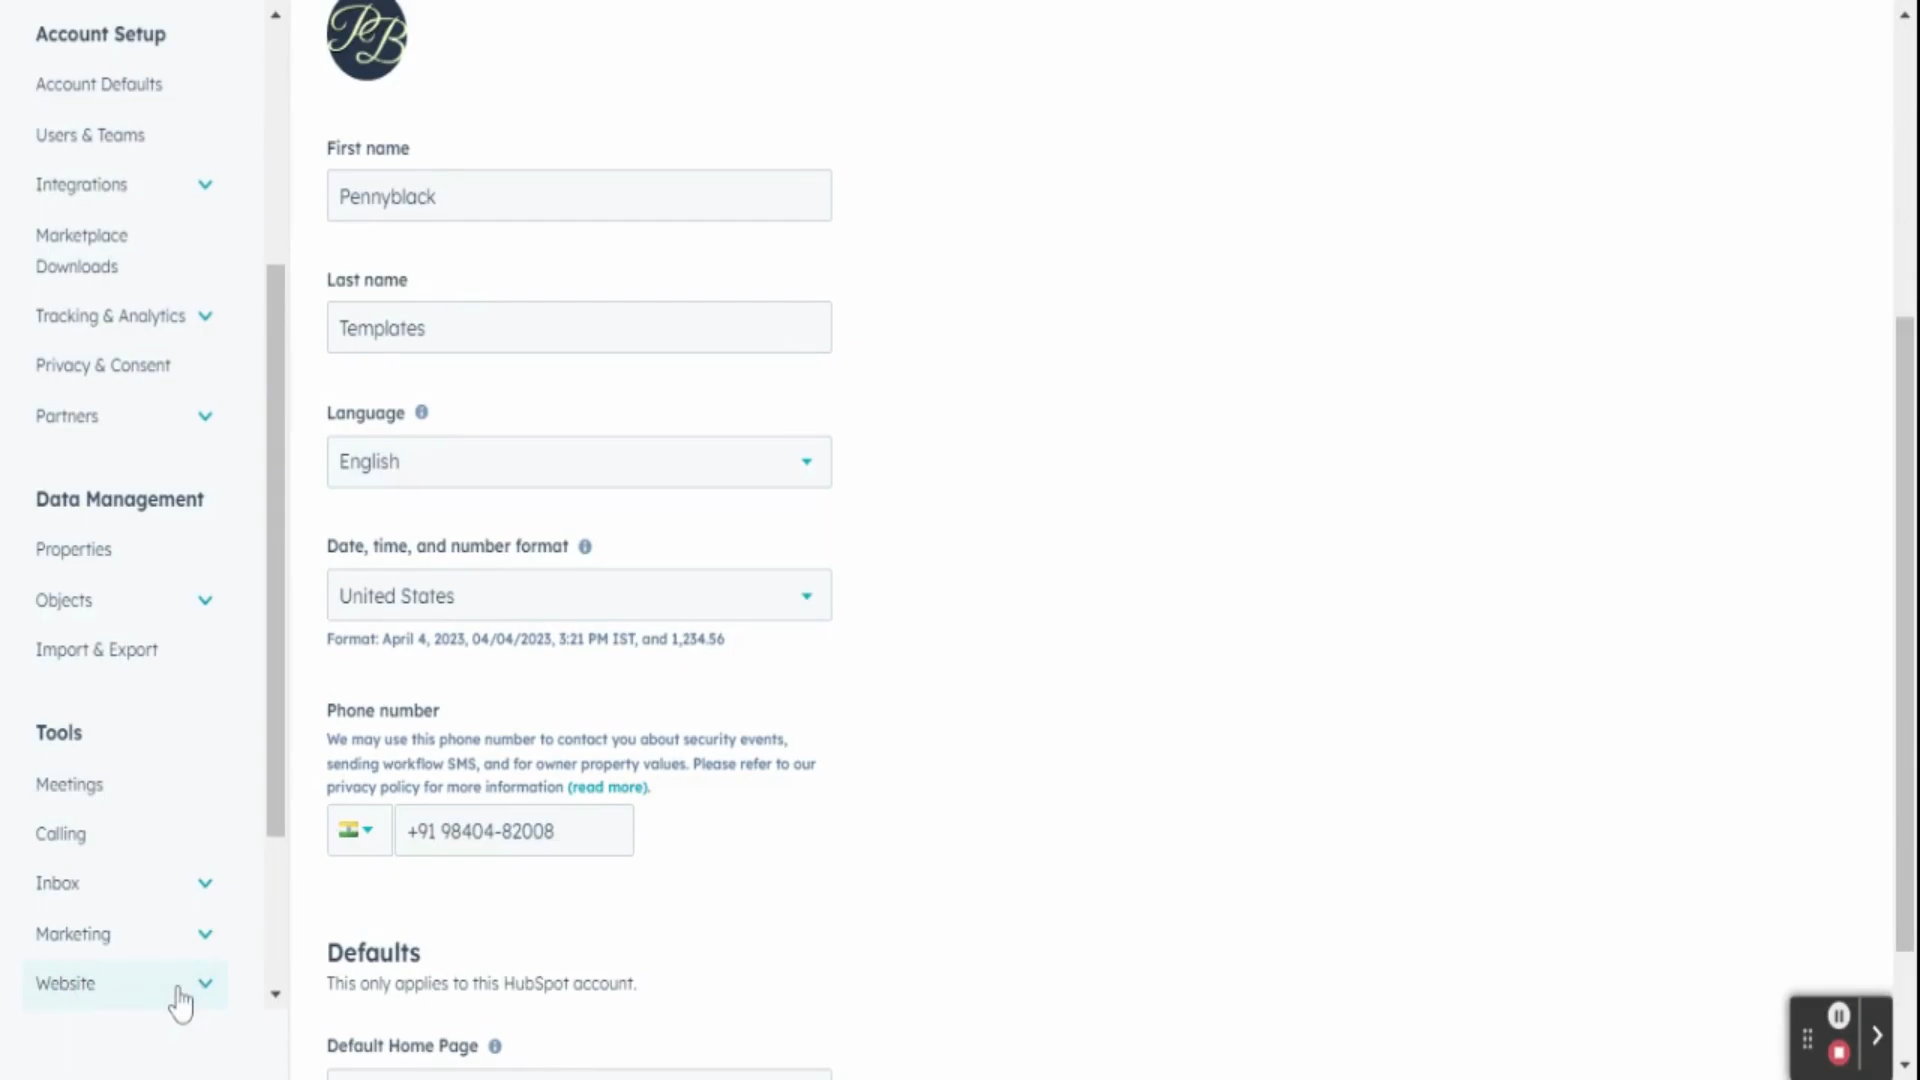 Account Setup
Account Defaults
Users & Teams
Integrations
Marketplace
Downloads
Tracking & Analytics
Privacy & Consent
Partners
Data Management
Properties
Objects
Import & Export
Tools
Meetings
Calling
Inbox
Marketing
Website
PB
First name
Pennyblack
Last name
Templates
Language
English
Date, time, and number format
United States
Format: April 4, 2023, 04/04/2023, 3:21 PM IST, and 1,234.56
Phone number
We may use this phone number to contact you about security events,
sending workflow SMS, and for owner property values. Please refer to our
privacy policy for more information (read more).
+91 98404-82008
Defaults
This only applies to this HubSpot account.
Default Home Page